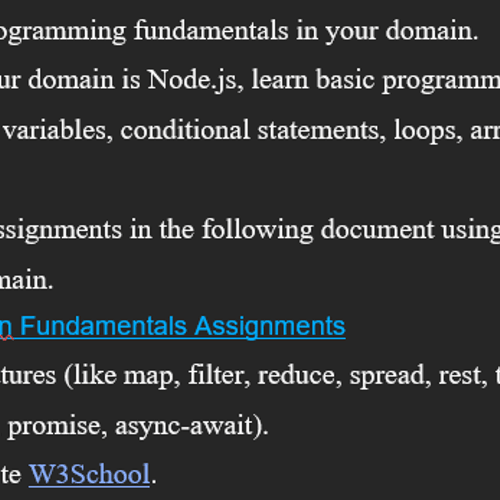 ogramming fundamentals in your domain.
ur domain is Node.js, learn basic programm
variables, conditional statements, loops, arr
ssignments in the following document using
main.
n Fundamentals Assignments
tures (like map, filter, reduce, spread, rest, t
promise, async-await).
te W3School.